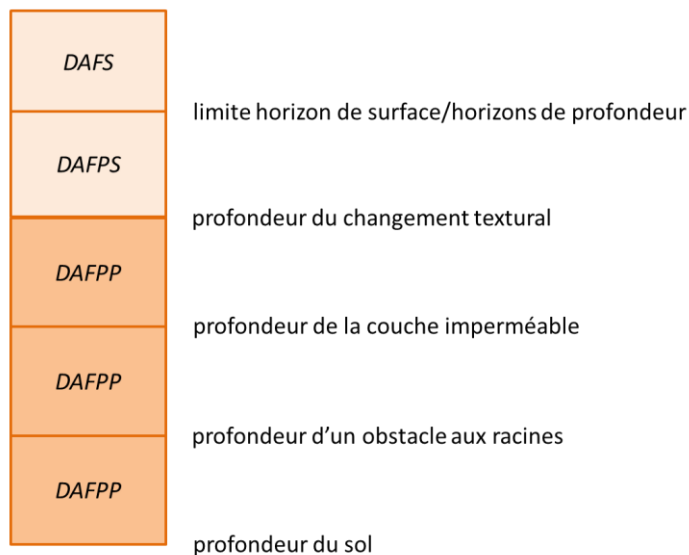 DAFS
limite horizon de surface/horizons de profondeur
DAFPS
profondeur du changement textural
DAFPP
profondeur de la couche imperméable
DAFPP
profondeur d’un obstacle aux racines
DAFPP
profondeur du sol